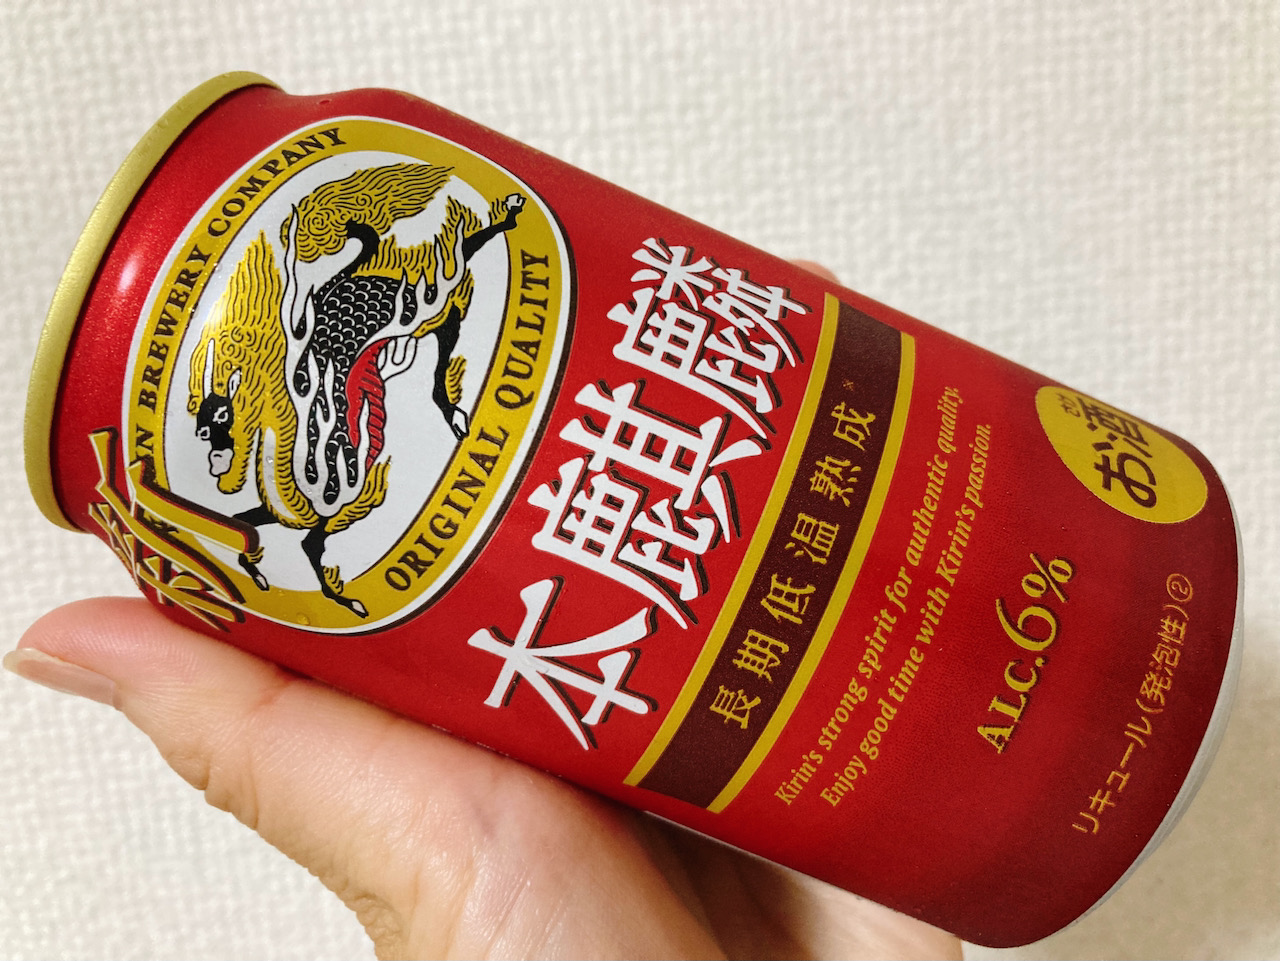 新
KIRIN BREWERY COMPANY
ORIGINAL QUALITY
本麒麟
長期低温熟成※
Kirin's strong spirit for authentic quality.
Enjoy good time with Kirin's passion.
お酒
ALC.6%
リキュール(発泡性)②